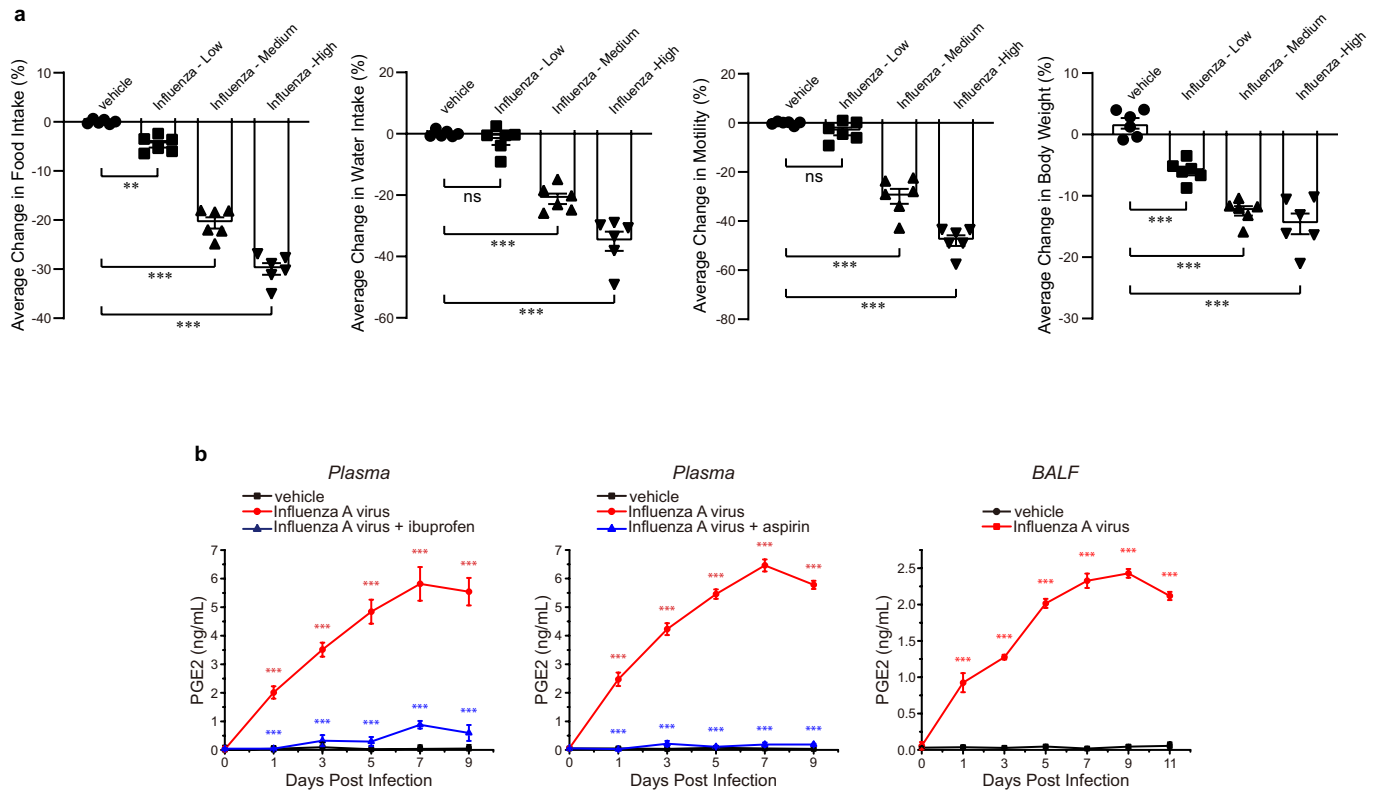 a
Average Change in Food Intake (%)
10
0
-10
-20
-30
-40
vehicle
Influenza - Low
Influenza - Medium
Influenza -High
**
***
***
Average Change in Water Intake (%)
20
0
-20
-40
-60
vehicle
Influenza - Low
Influenza - Medium
Influenza -High
ns
***
***
Average Change in Motility (%)
20
0
-20
-40
-60
-80
vehicle
Influenza - Low
Influenza - Medium
Influenza -High
ns
***
***
Average Change in Body Weight (%)
10
0
-10
-20
-30
vehicle
Influenza - Low
Influenza - Medium
Influenza -High
***
***
***
b
Plasma
vehicle
Influenza A virus
Influenza A virus + ibuprofen
PGE2 (ng/mL)
7
6
5
4
3
2
1
0
*** *** *** *** ***
*** *** *** *** ***
0 1 3 5 7 9
Days Post Infection
Plasma
vehicle
Influenza A virus
Influenza A virus + aspirin
PGE2 (ng/mL)
7
6
5
4
3
2
1
0
*** *** *** *** ***
*** *** *** *** ***
0 1 3 5 7 9
Days Post Infection
BALF
vehicle
Influenza A virus
PGE2 (ng/mL)
2.5
2.0
1.5
1.0
0.5
0.0
*** *** *** *** *** ***
0 1 3 5 7 9 11
Days Post Infection